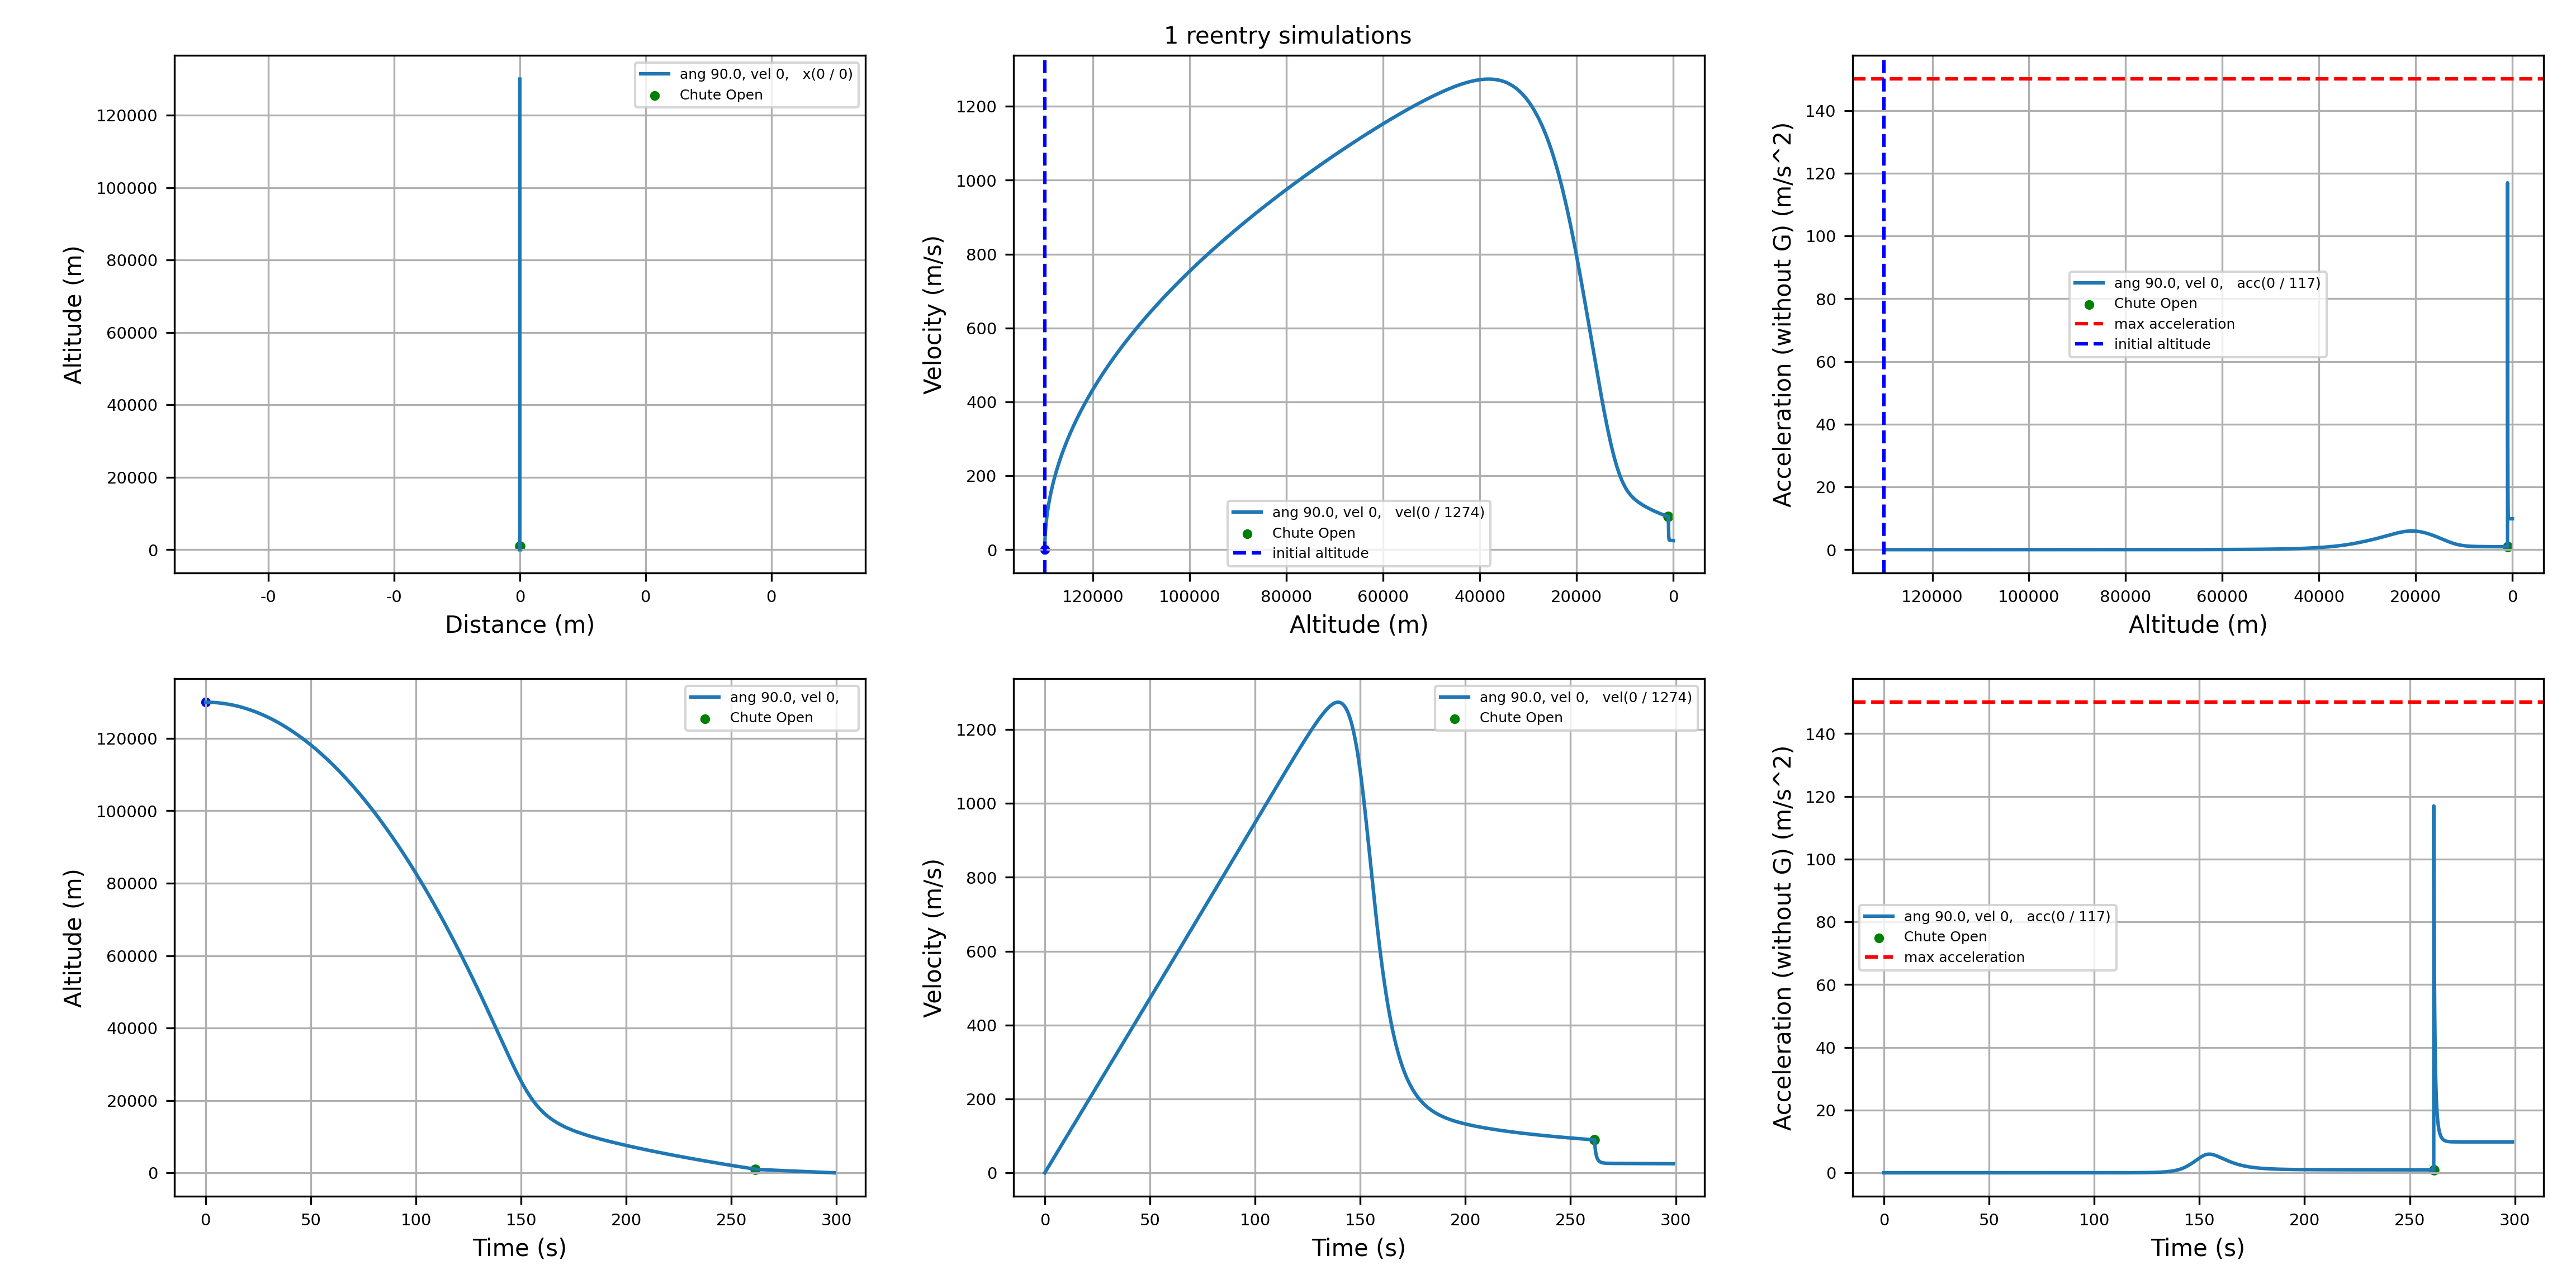 1 reentry simulations
ang 90.0, vel 0,   x(0 / 0)
Chute Open
120000
100000
80000
60000
40000
20000
0
Altitude (m)
-0
-0
0
0
0
Distance (m)
1200
1000
800
600
400
200
0
Velocity (m/s)
ang 90.0, vel 0,   vel(0 / 1274)
Chute Open
initial altitude
120000
100000
80000
60000
40000
20000
0
Altitude (m)
140
120
100
80
60
40
20
0
Acceleration (without G) (m/s^2)
ang 90.0, vel 0,   acc(0 / 117)
Chute Open
max acceleration
initial altitude
120000
100000
80000
60000
40000
20000
0
Altitude (m)
ang 90.0, vel 0,
Chute Open
120000
100000
80000
60000
40000
20000
0
Altitude (m)
0
50
100
150
200
250
300
Time (s)
ang 90.0, vel 0,   vel(0 / 1274)
Chute Open
1200
1000
800
600
400
200
0
Velocity (m/s)
0
50
100
150
200
250
300
Time (s)
140
120
100
80
60
40
20
0
Acceleration (without G) (m/s^2)
ang 90.0, vel 0,   acc(0 / 117)
Chute Open
max acceleration
0
50
100
150
200
250
300
Time (s)